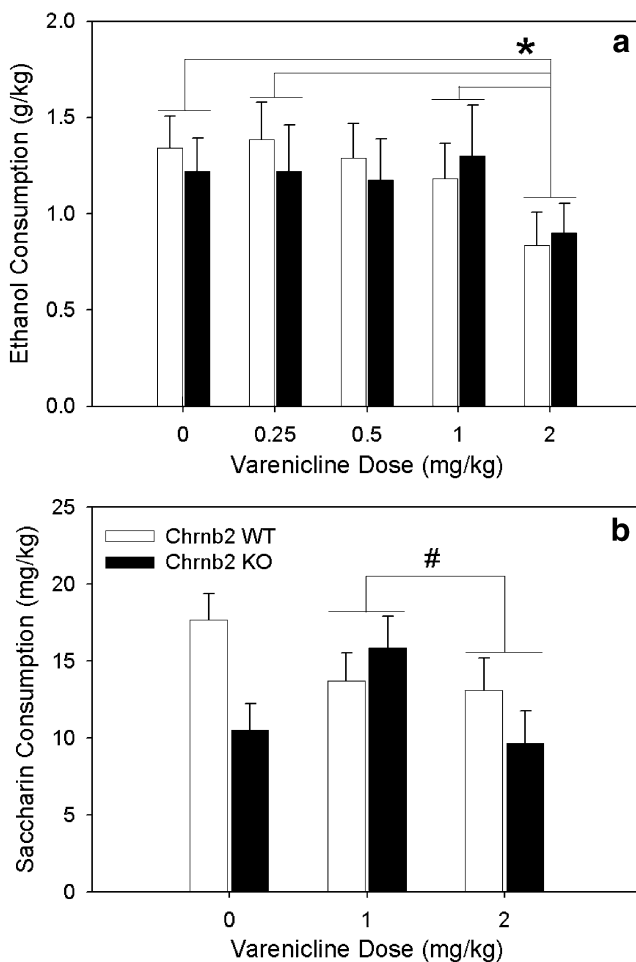 a
*
Ethanol Consumption (g/kg)
2.0
1.5
1.0
0.5
0.0
0 0.25 0.5 1 2
Varenicline Dose (mg/kg)
b
Chrnb2 WT
Chrnb2 KO
#
Saccharin Consumption (mg/kg)
25
20
15
10
5
0
0 1 2
Varenicline Dose (mg/kg)